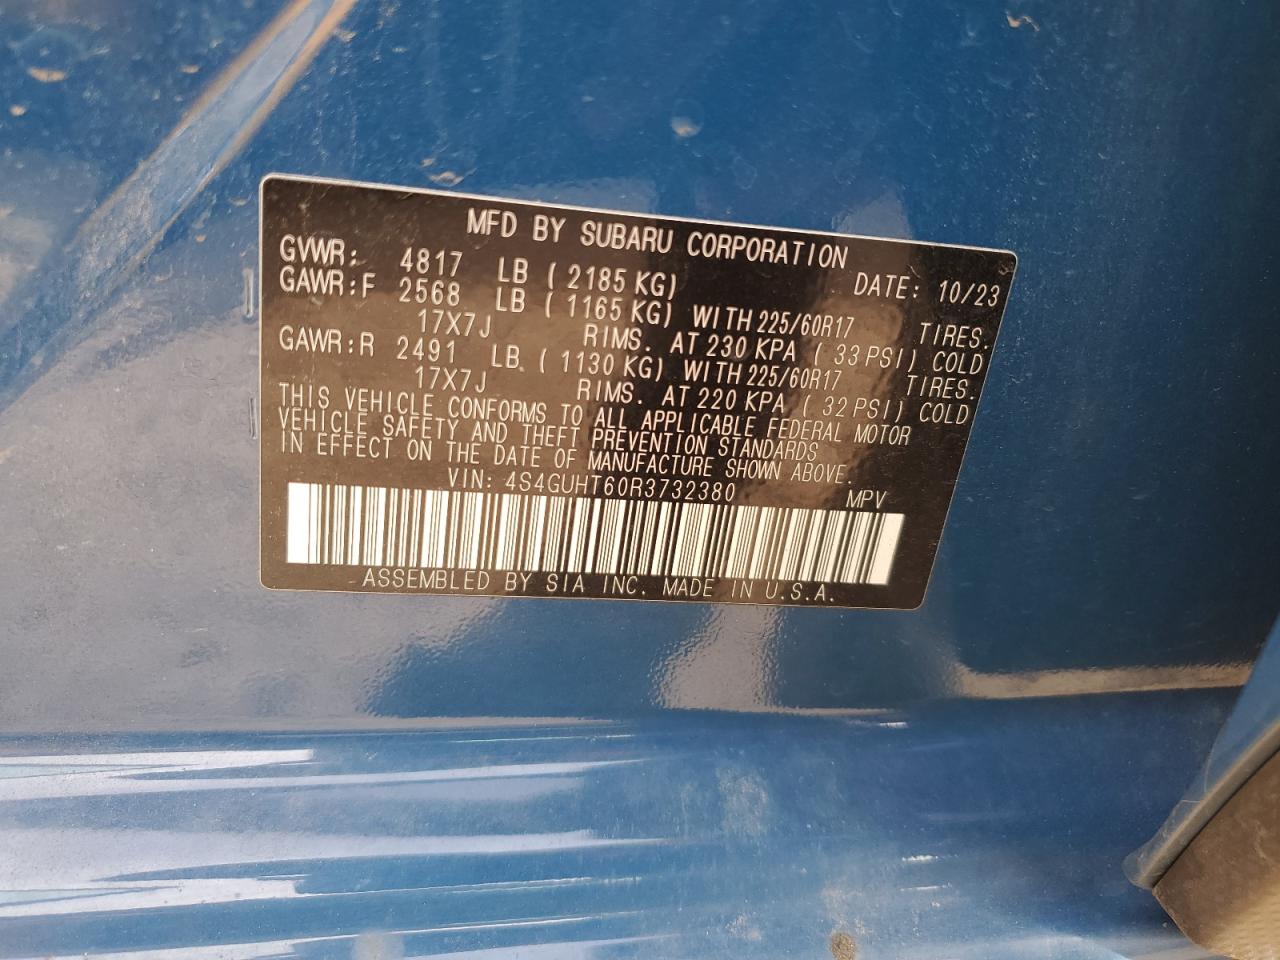 MFD BY SUBARU CORPORATION
GVWR: 4817 LB ( 2185 KG) DATE: 10/23
GAWR:F 2568 LB ( 1165 KG) WITH 225/60R17 TIRES.
17X7J RIMS. AT 230 KPA ( 33 PSI) COLD
GAWR:R 2491 LB. ( 1130 KG) WITH 225/60R17 TIRES.
17X7J RIMS. AT 220 KPA ( 32 PSI) COLD
THIS VEHICLE CONFORMS TO ALL APPLICABLE FEDERAL MOTOR
VEHICLE SAFETY AND THEFT PREVENTION STANDARDS
IN EFFECT ON THE DATE OF MANUFACTURE SHOWN ABOVE.
VIN: 4S4GUHT60R3732380 MPV
ASSEMBLED BY SIA INC. MADE IN U.S.A.